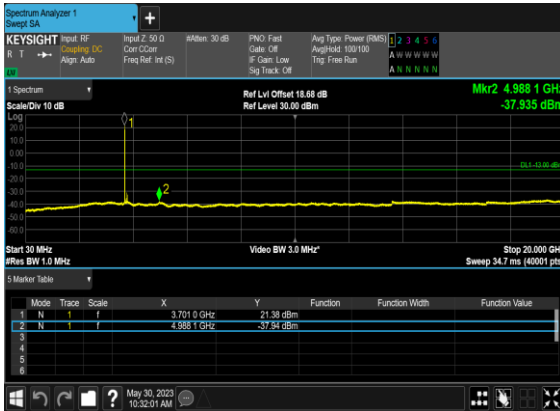 Spectrum Analyzer 1
Swept SA
KEYSIGHT Input: RF Input Z: 50 Ω #Atten: 30 dB PNO: Fast Avg Type: Power (RMS) 1 2 3 4 5 6
R T Coupling: DC Corr CCorr Gate: Off Avg|Hold: 100/100 A W W W W W
Align: Auto Freq Ref: Int (S) IF Gain: Low Trig: Free Run
Sig Track: Off A N N N N N
1 Spectrum
Scale/Div 10 dB Ref Lvl Offset 18.68 dB Mkr2 4.988 1 GHz
Ref Level 30.00 dBm -37.935 dBm
Log
20.0
10.0
0.00
-10.0
DL1 -13.00 dBm
-20.0
-30.0
-40.0
-50.0
-60.0
1
2
Start 30 MHz Video BW 3.0 MHz* Stop 20.000 GHz
#Res BW 1.0 MHz Sweep 34.7 ms (40001 pts)
5 Marker Table
Mode Trace Scale X Y Function Function Width Function Value
1 N 1 f 3.701 0 GHz 21.38 dBm
2 N 1 f 4.988 1 GHz -37.94 dBm
3
4
5
6
? May 30, 2023
10:32:01 AM